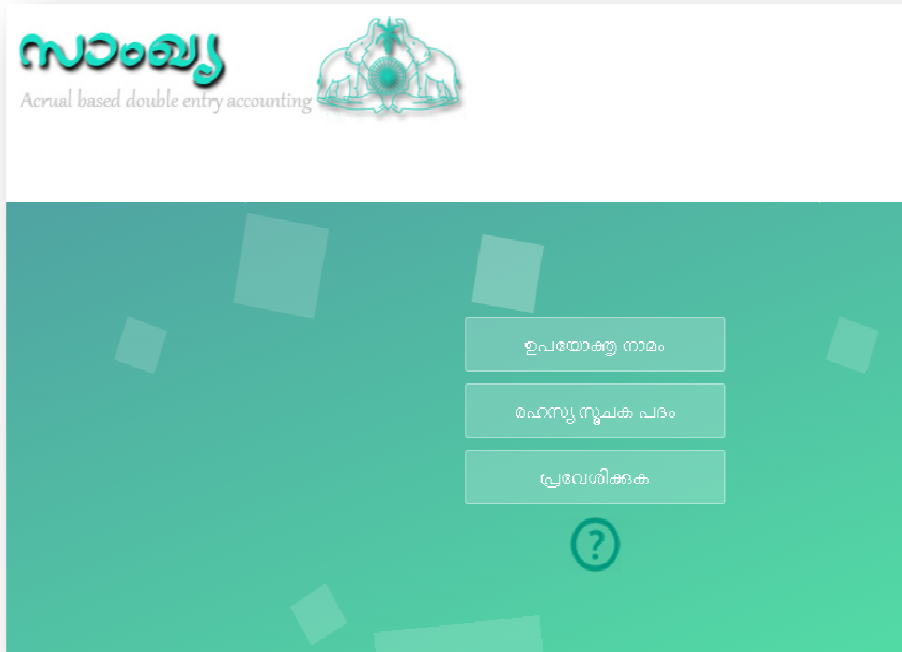 സാംഖ്യ
Acrual based double entry accounting
ഉപയോക്തൃ നാമം
രഹസ്യ സൂചക പദം
പ്രവേശിക്കുക
?